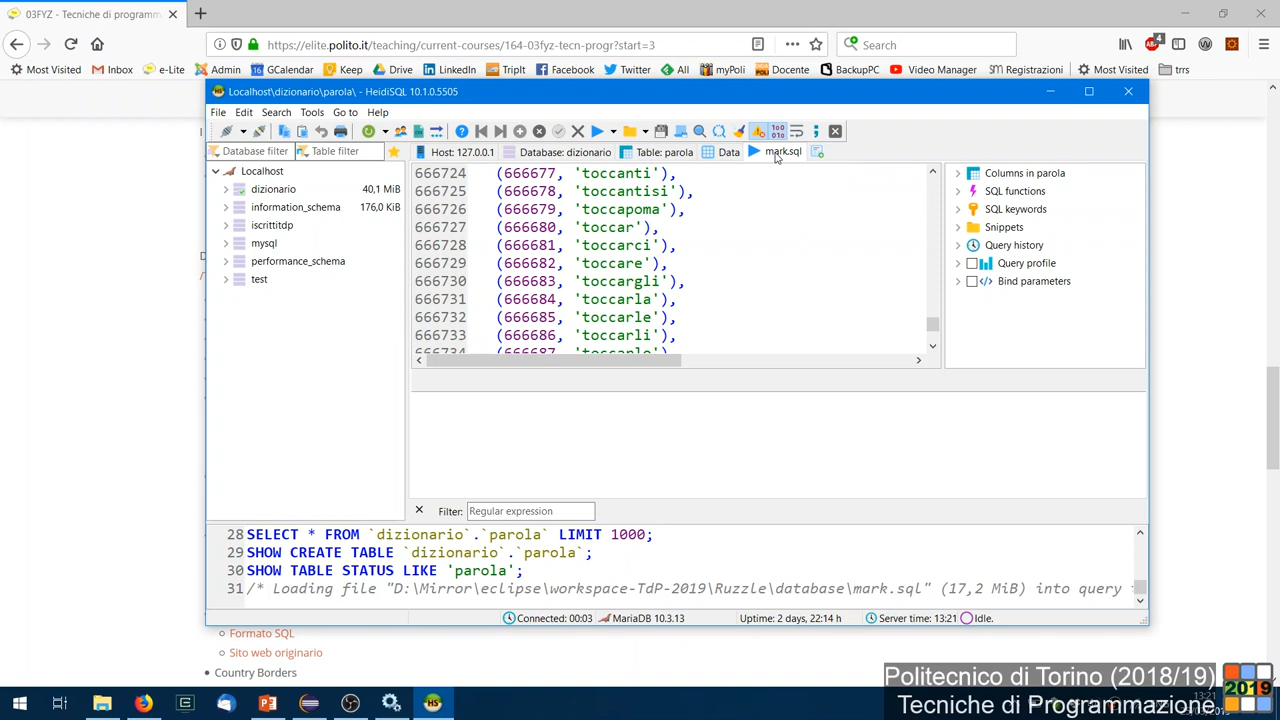 03FYZ - Tecniche di programm
https://elite.polito.it/teaching/current-courses/164-03fyz-tecn-progr?start=3
Search
Most Visited Inbox e-Lite Admin GCalendar Keep Drive LinkedIn TripIt Facebook Twitter All myPoli Docente BackupPC Video Manager Registrazioni Most Visited trrs
Localhost\dizionario\parola\ - HeidiSQL 10.1.0.5505
File Edit Search Tools Go to Help
Database filter Table filter Host: 127.0.0.1 Database: dizionario Table: parola Data mark.sql
Localhost
dizionario 40,1 MiB
information_schema 176,0 KiB
iscrittitdp
mysql
performance_schema
test
666724 (666677, 'toccanti'),
666725 (666678, 'toccantisi'),
666726 (666679, 'toccapoma'),
666727 (666680, 'toccar'),
666728 (666681, 'toccarci'),
666729 (666682, 'toccare'),
666730 (666683, 'toccargli'),
666731 (666684, 'toccarla'),
666732 (666685, 'toccarle'),
666733 (666686, 'toccarli'),
666734 (666687, 'toccarlo')
Columns in parola
SQL functions
SQL keywords
Snippets
Query history
Query profile
Bind parameters
Filter: Regular expression
28 SELECT * FROM `dizionario`.`parola` LIMIT 1000;
29 SHOW CREATE TABLE `dizionario`.`parola`;
30 SHOW TABLE STATUS LIKE 'parola';
31 /* Loading file "D:\Mirror\eclipse\workspace-TdP-2019\Ruzzle\database\mark.sql" (17,2 MiB) into query
Connected: 00:03 MariaDB 10.3.13 Uptime: 2 days, 22:14 h Server time: 13:21 Idle.
Formato SQL
Sito web originario
Country Borders
Politecnico di Torino (2018/19)
Tecniche di Programmazione
2019